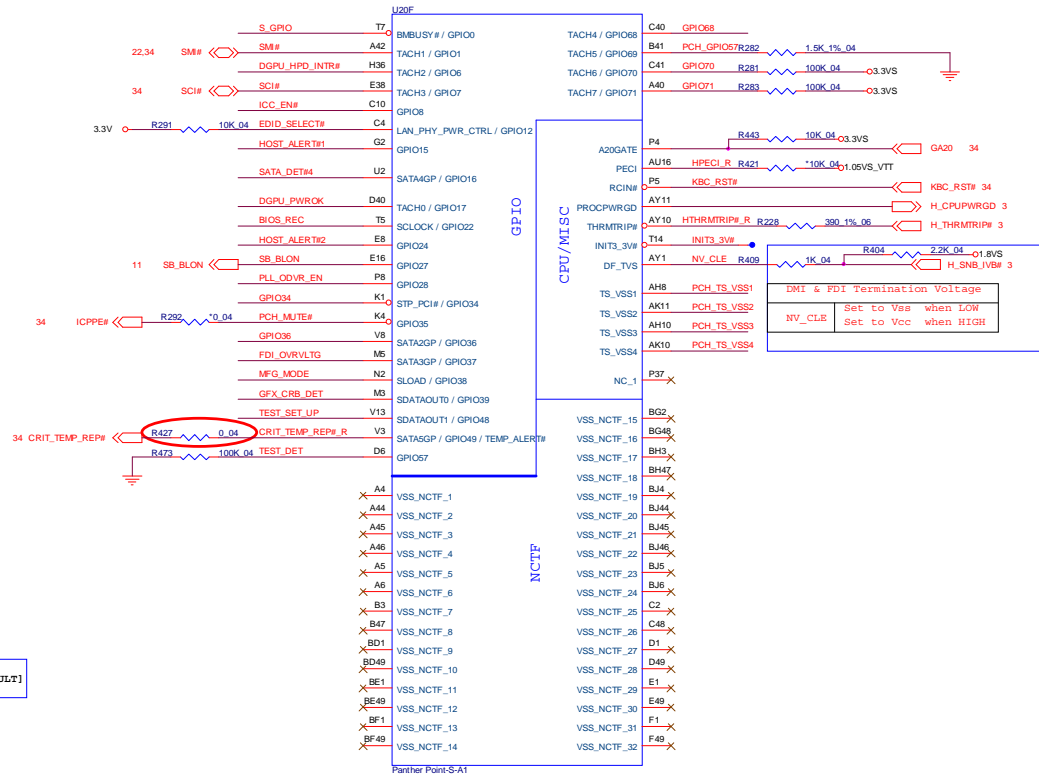 U20F
S_GPIO T7 BMBUSY# / GPIO0
22,34 SMI# SMI# A42 TACH1 / GPIO1
DGPU_HPD_INTR# H36 TACH2 / GPIO6
34 SCI# SCI# E38 TACH3 / GPIO7
ICC_EN# C10 GPIO8
3.3V R291 10K_04 EDID_SELECT# C4 LAN_PHY_PWR_CTRL / GPIO12
HOST_ALERT#1 G2 GPIO15
SATA_DET#4 U2 SATA4GP / GPIO16
DGPU_PWROK D40 TACH0 / GPIO17
BIOS_REC T5 SCLOCK / GPIO22
HOST_ALERT#2 E8 GPIO24
11 SB_BLON SB_BLON E16 GPIO27
PLL_ODVR_EN P8 GPIO28
GPIO34 K1 STP_PCI# / GPIO34
34 ICPPE# R292 *0_04 PCH_MUTE# K4 GPIO35
GPIO36 V8 SATA2GP / GPIO36
FDI_OVRVLTG M5 SATA3GP / GPIO37
MFG_MODE N2 SLOAD / GPIO38
GFX_CRB_DET M3 SDATAOUT0 / GPIO39
TEST_SET_UP V13 SDATAOUT1 / GPIO48
34 CRIT_TEMP_REP# R427 0_04 CRIT_TEMP_REP#_R V3 SATA5GP / GPIO49 / TEMP_ALERT#
R473 100K_04 TEST_DET D6 GPIO57
A4 VSS_NCTF_1
A44 VSS_NCTF_2
A45 VSS_NCTF_3
A46 VSS_NCTF_4
A5 VSS_NCTF_5
A6 VSS_NCTF_6
B3 VSS_NCTF_7
B47 VSS_NCTF_8
BD1 VSS_NCTF_9
BD49 VSS_NCTF_10
BE1 VSS_NCTF_11
BE49 VSS_NCTF_12
BF1 VSS_NCTF_13
BF49 VSS_NCTF_14
GPIO
CPU/MISC
NCTF
TACH4 / GPIO68 C40 GPIO68
TACH5 / GPIO69 B41 PCH_GPIO57 R282 1.5K_1%_04
TACH6 / GPIO70 C41 GPIO70 R281 100K_04 3.3VS
TACH7 / GPIO71 A40 GPIO71 R283 100K_04 3.3VS
R443 10K_04 3.3VS
A20GATE P4 GA20 34
PECI AU16 HPECI_R R421 *10K_04 1.05VS_VTT
RCIN# P5 KBC_RST# KBC_RST# 34
PROCPWRGD AY11 H_CPUPWRGD 3
THRMTRIP# AY10 HTHRMTRIP#_R R228 390_1%_06 H_THRMTRIP# 3
INIT3_3V# T14 INIT3_3V#
R404 2.2K_04 1.8VS
DF_TVS AY1 NV_CLE R409 1K_04 H_SNB_IVB# 3
DMI & FDI Termination Voltage
NV_CLE
Set to Vss when LOW
Set to Vcc when HIGH
TS_VSS1 AH8 PCH_TS_VSS1
TS_VSS2 AK11 PCH_TS_VSS2
TS_VSS3 AH10 PCH_TS_VSS3
TS_VSS4 AK10 PCH_TS_VSS4
NC_1 P37
VSS_NCTF_15 BG2
VSS_NCTF_16 BG48
VSS_NCTF_17 BH3
VSS_NCTF_18 BH47
VSS_NCTF_19 BJ4
VSS_NCTF_20 BJ44
VSS_NCTF_21 BJ45
VSS_NCTF_22 BJ46
VSS_NCTF_23 BJ5
VSS_NCTF_24 BJ6
VSS_NCTF_25 C2
VSS_NCTF_26 C48
VSS_NCTF_27 D1
VSS_NCTF_28 D49
VSS_NCTF_29 E1
VSS_NCTF_30 E49
VSS_NCTF_31 F1
VSS_NCTF_32 F49
ULT]
Panther Point-S-A1